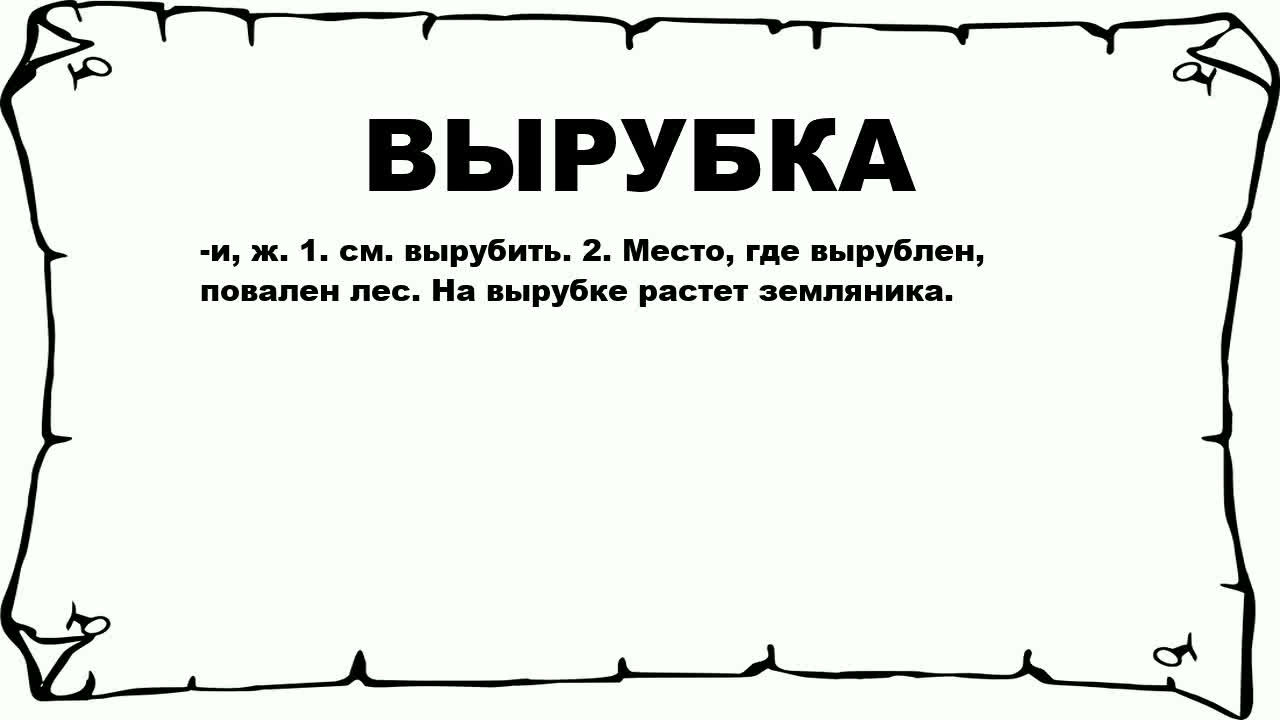 ВЫРУБКА
-и, ж. 1. см. вырубить. 2. Место, где вырублен,
повален лес. На вырубке растет земляника.